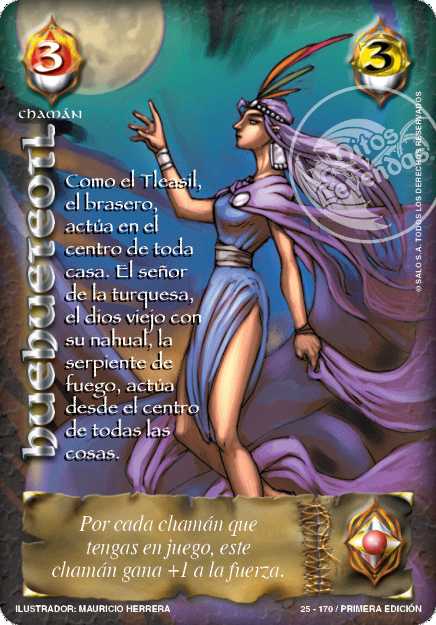 3
3
CHAMÁN
HUEHUETEOTL
Como el Tleasil,
el brasero,
actúa en el
centro de toda
casa. El señor
de la turquesa,
el dios viejo con
su nahual, la
serpiente de
fuego, actúa
desde el centro
de todas las
cosas.
Mitos
y Leyendas
© SALO S.A. TODOS LOS DERECHOS RESERVADOS
Por cada chamán que
tengas en juego, este
chamán gana +1 a la fuerza.
ILUSTRADOR: MAURICIO HERRERA
25 - 170 / PRIMERA EDICIÓN